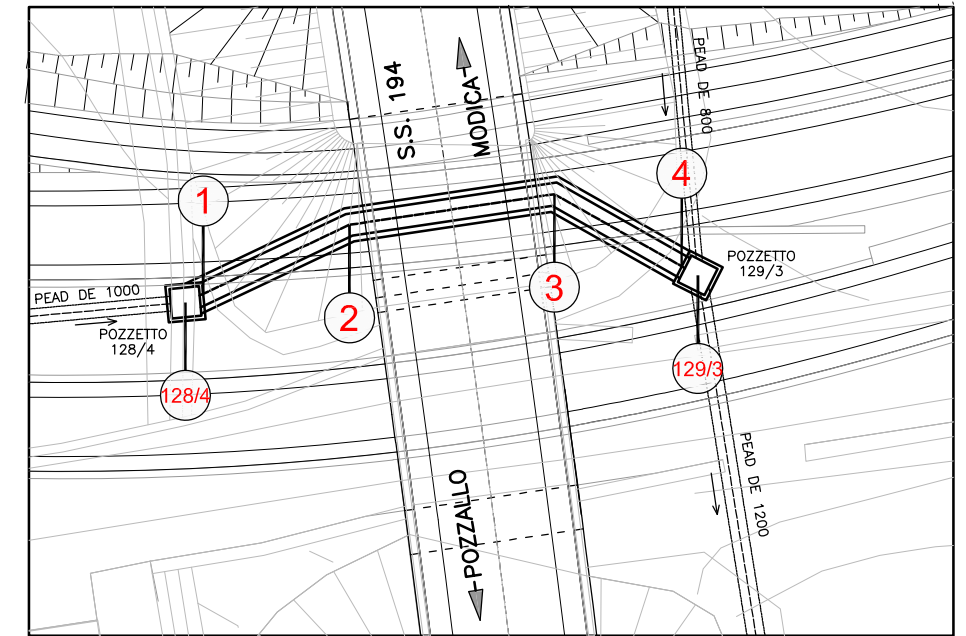 S.S. 194
MODICA
PEAD DE 800
1
4
PEAD DE 1000
POZZETTO
128/4
POZZETTO
129/3
2
3
128/4
129/3
POZZALLO
PEAD DE 1200